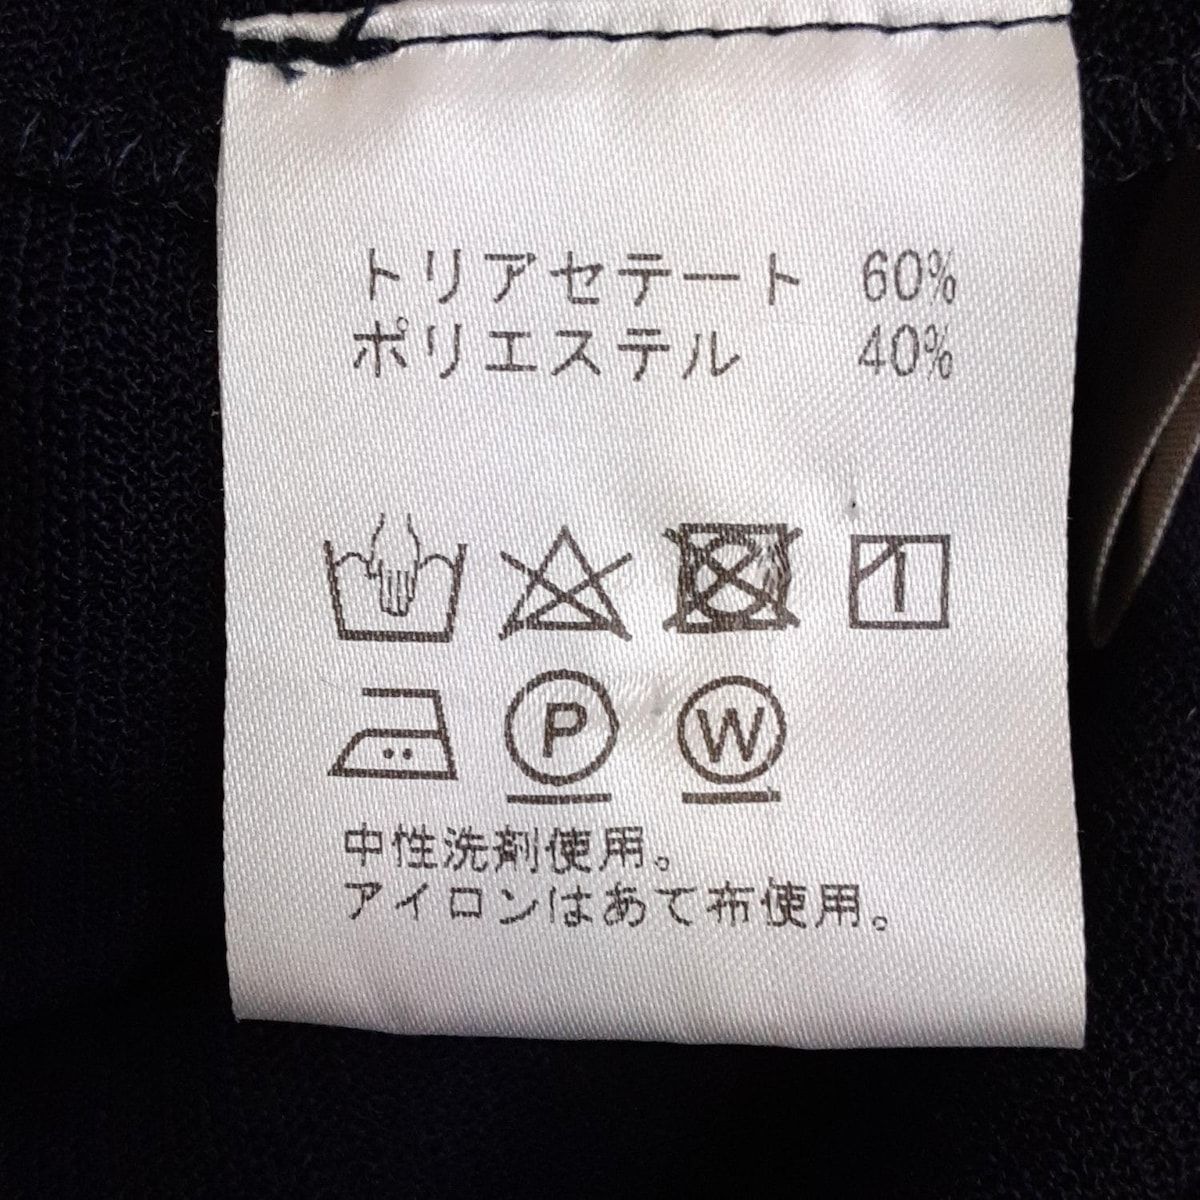 トリアセテート 60%
ポリエステル 40%
P W
中性洗剤使用。
アイロンはあて布使用。